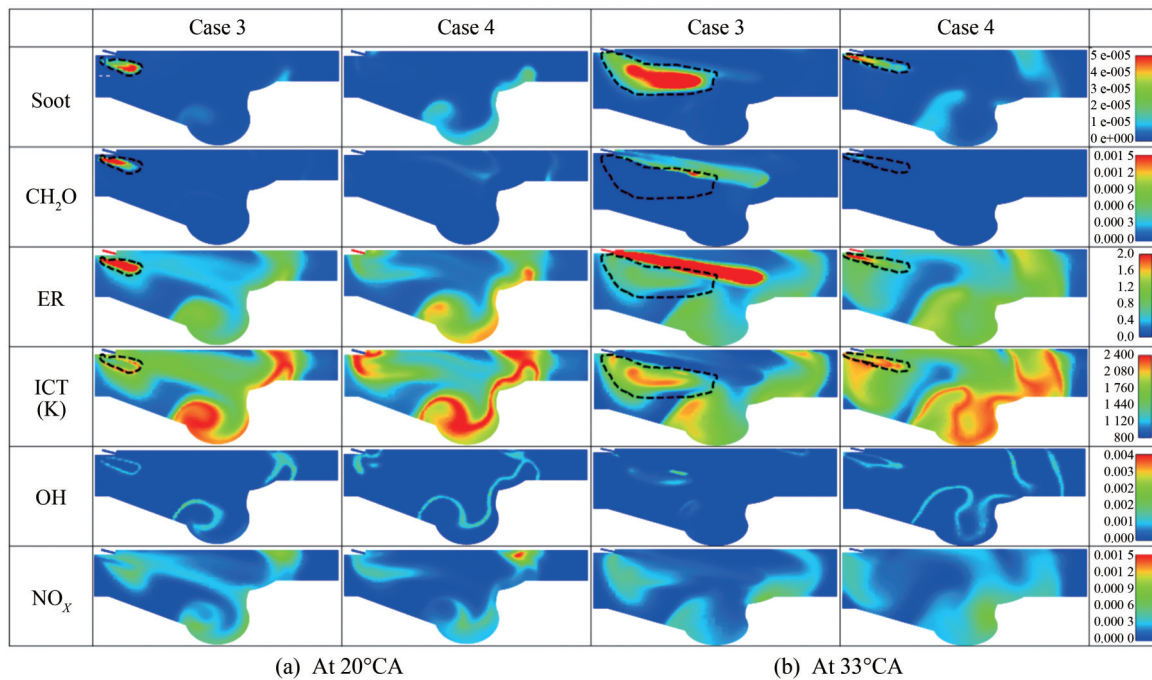 Case 3 Case 4 Case 3 Case 4
Soot
5 e-005
4 e-005
3 e-005
2 e-005
1 e-005
0 e+000
CH2O
0.001 5
0.001 2
0.000 9
0.000 6
0.000 3
0.000 0
ER
2.0
1.6
1.2
0.8
0.4
0.0
ICT
(K)
2 400
2 080
1 760
1 440
1 120
800
OH
0.004
0.003
0.002
0.001
0.000
NOX
0.001 5
0.001 2
0.000 9
0.000 6
0.000 3
0.000 0
(a) At 20°CA (b) At 33°CA